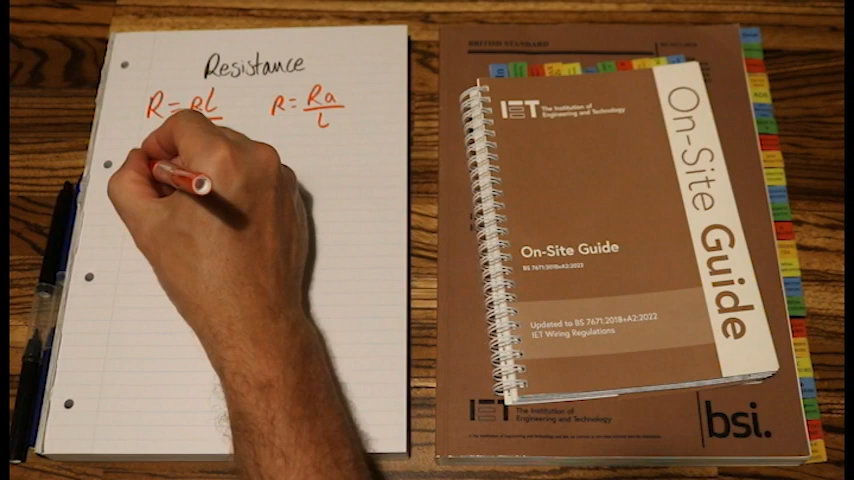 Resistance
R = ρL
R = Ra
L
BRITISH STANDARD
IET The Institution of
Engineering and Technology
On-Site Guide
On-Site Guide
BS 7671:2018+A2:2022
Updated to BS 7671:2018+A2:2022
IET Wiring Regulations
IET The Institution of
Engineering and Technology
bsi.